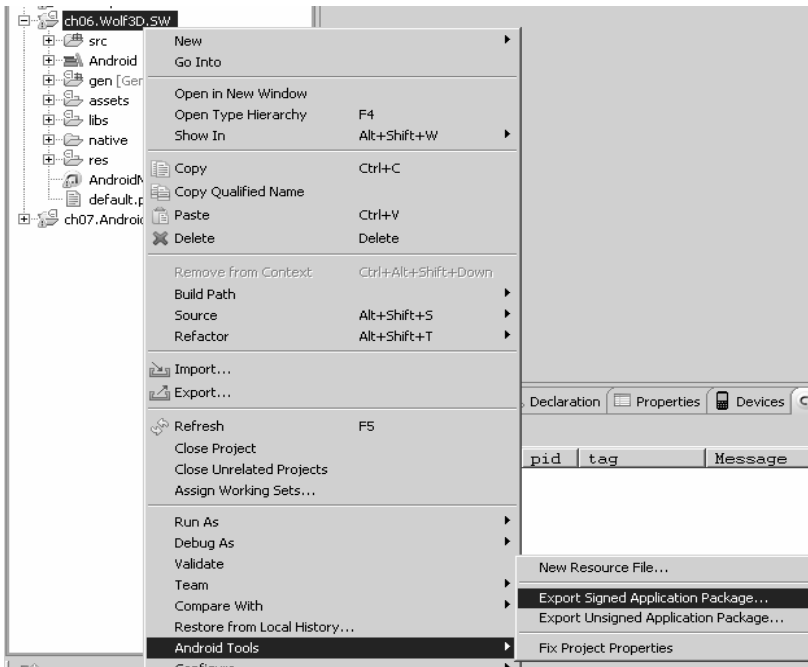 ch06.Wolf3D.SW
src
Android
gen [Ger
assets
libs
native
res
default.p
ch07.Android
New
Go Into
Open in New Window
Open Type Hierarchy F4
Show In Alt+Shift+W
Copy Ctrl+C
Copy Qualified Name
Paste Ctrl+V
Delete Delete
Remove from Context Ctrl+Alt+Shift+Down
Build Path
Source Alt+Shift+S
Refactor Alt+Shift+T
Import...
Export...
Refresh F5
Close Project
Close Unrelated Projects
Assign Working Sets...
Run As
Debug As
Validate
Team
Compare With
Restore from Local History...
Android Tools
Declaration Properties Devices
pid tag Message
New Resource File...
Export Signed Application Package...
Export Unsigned Application Package...
Fix Project Properties